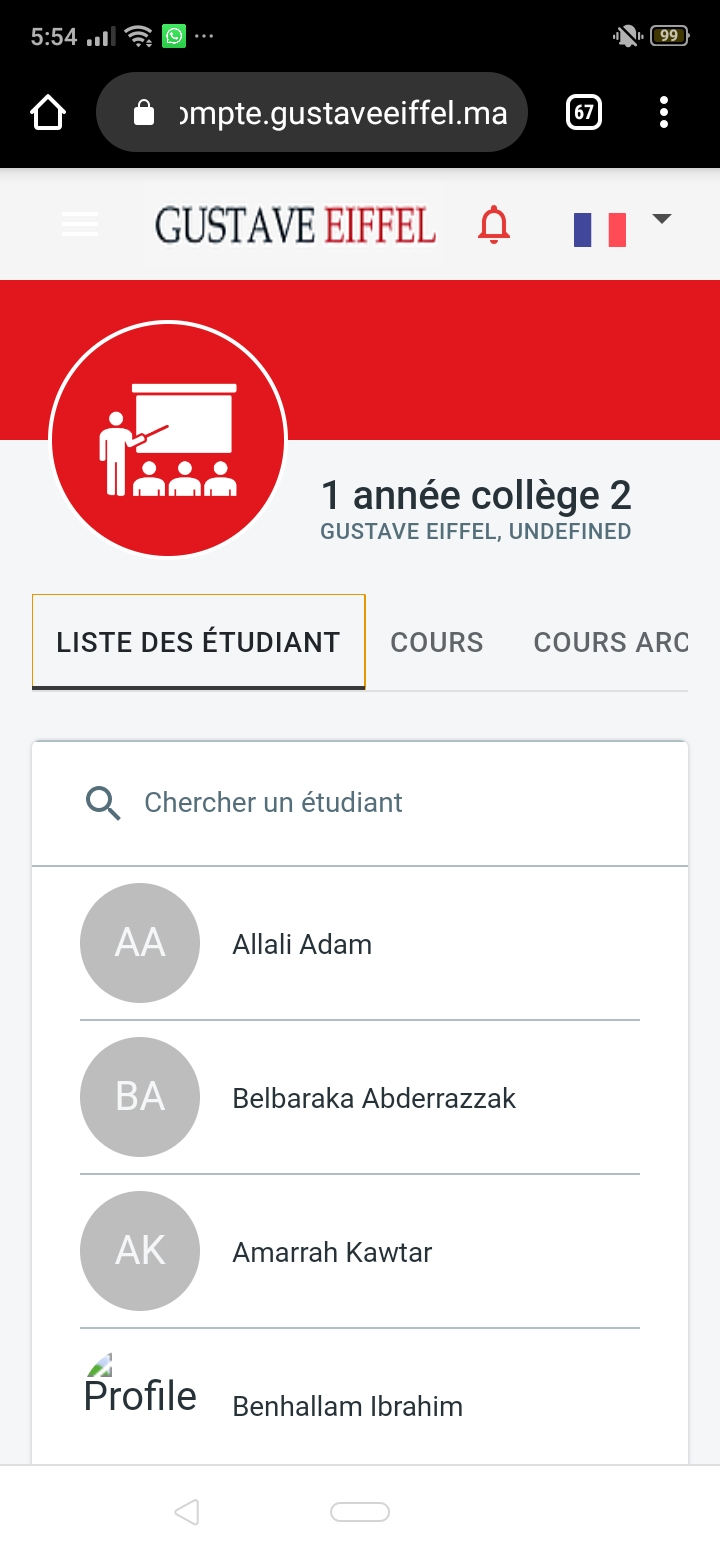 5:54
99
ompte.gustaveeiffel.ma
67
GUSTAVE EIFFEL
1 année collège 2
GUSTAVE EIFFEL, UNDEFINED
LISTE DES ÉTUDIANT COURS COURS ARC
Chercher un étudiant
AA Allali Adam
BA Belbaraka Abderrazzak
AK Amarrah Kawtar
Profile Benhallam Ibrahim